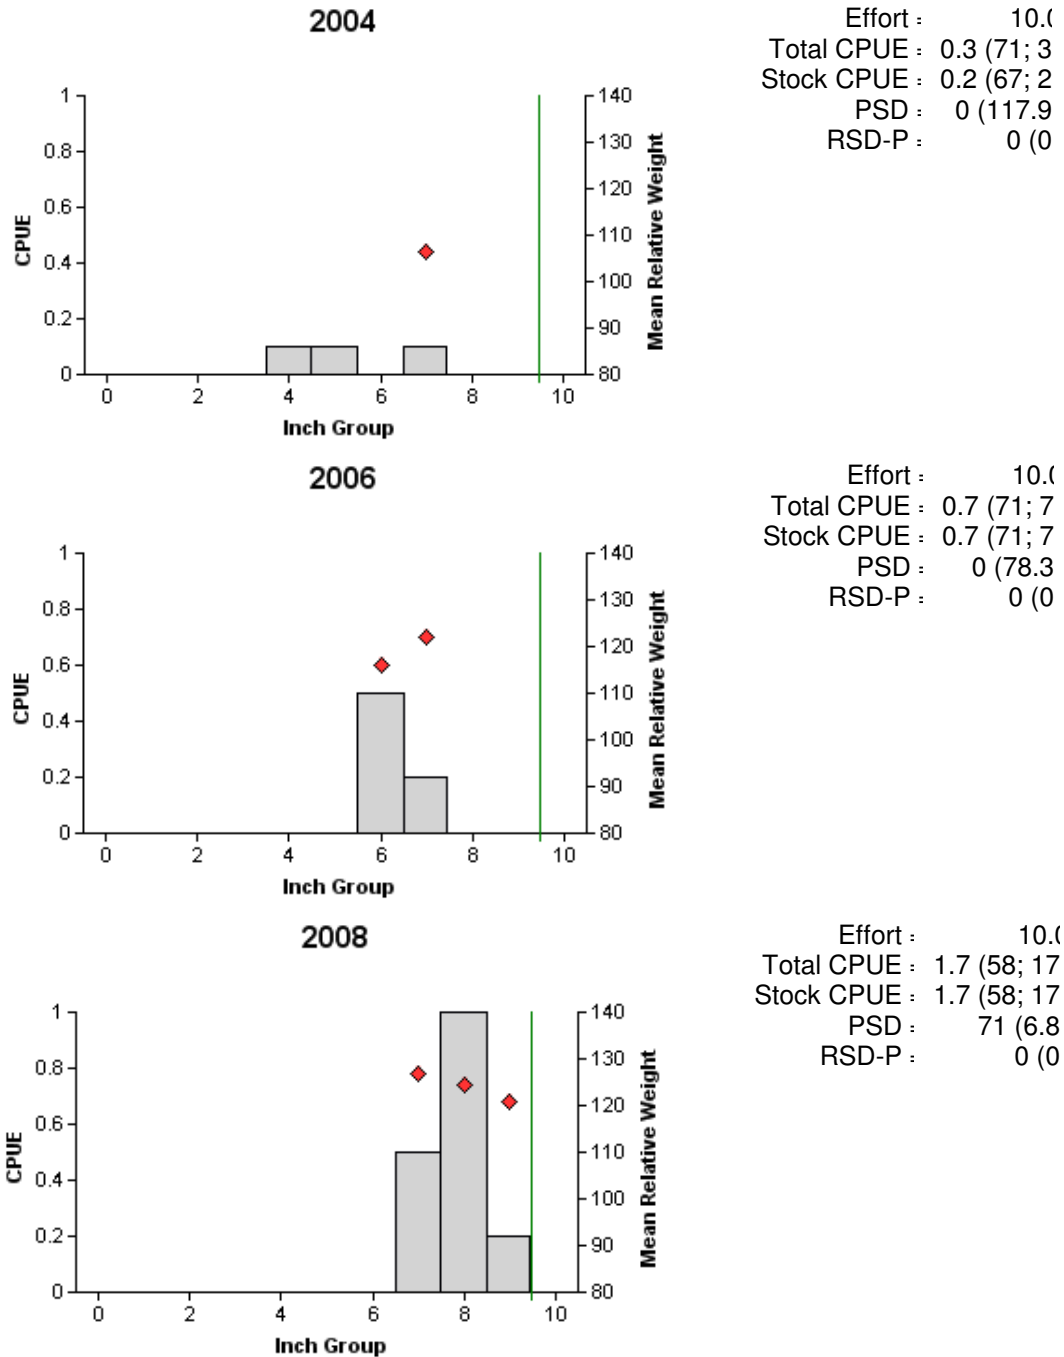 2004
Effort = 10.0
Total CPUE = 0.3 (71; 3
Stock CPUE = 0.2 (67; 2
PSD = 0 (117.9
RSD-P = 0 (0
1
0.8
0.6
0.4
0.2
0
CPUE
140
130
120
110
100
90
80
Mean Relative Weight
0 2 4 6 8 10
Inch Group
2006
Effort = 10.0
Total CPUE = 0.7 (71; 7
Stock CPUE = 0.7 (71; 7
PSD = 0 (78.3
RSD-P = 0 (0
1
0.8
0.6
0.4
0.2
0
CPUE
140
130
120
110
100
90
80
Mean Relative Weight
0 2 4 6 8 10
Inch Group
2008
Effort = 10.0
Total CPUE = 1.7 (58; 17
Stock CPUE = 1.7 (58; 17
PSD = 71 (6.8
RSD-P = 0 (0
1
0.8
0.6
0.4
0.2
0
CPUE
140
130
120
110
100
90
80
Mean Relative Weight
0 2 4 6 8 10
Inch Group